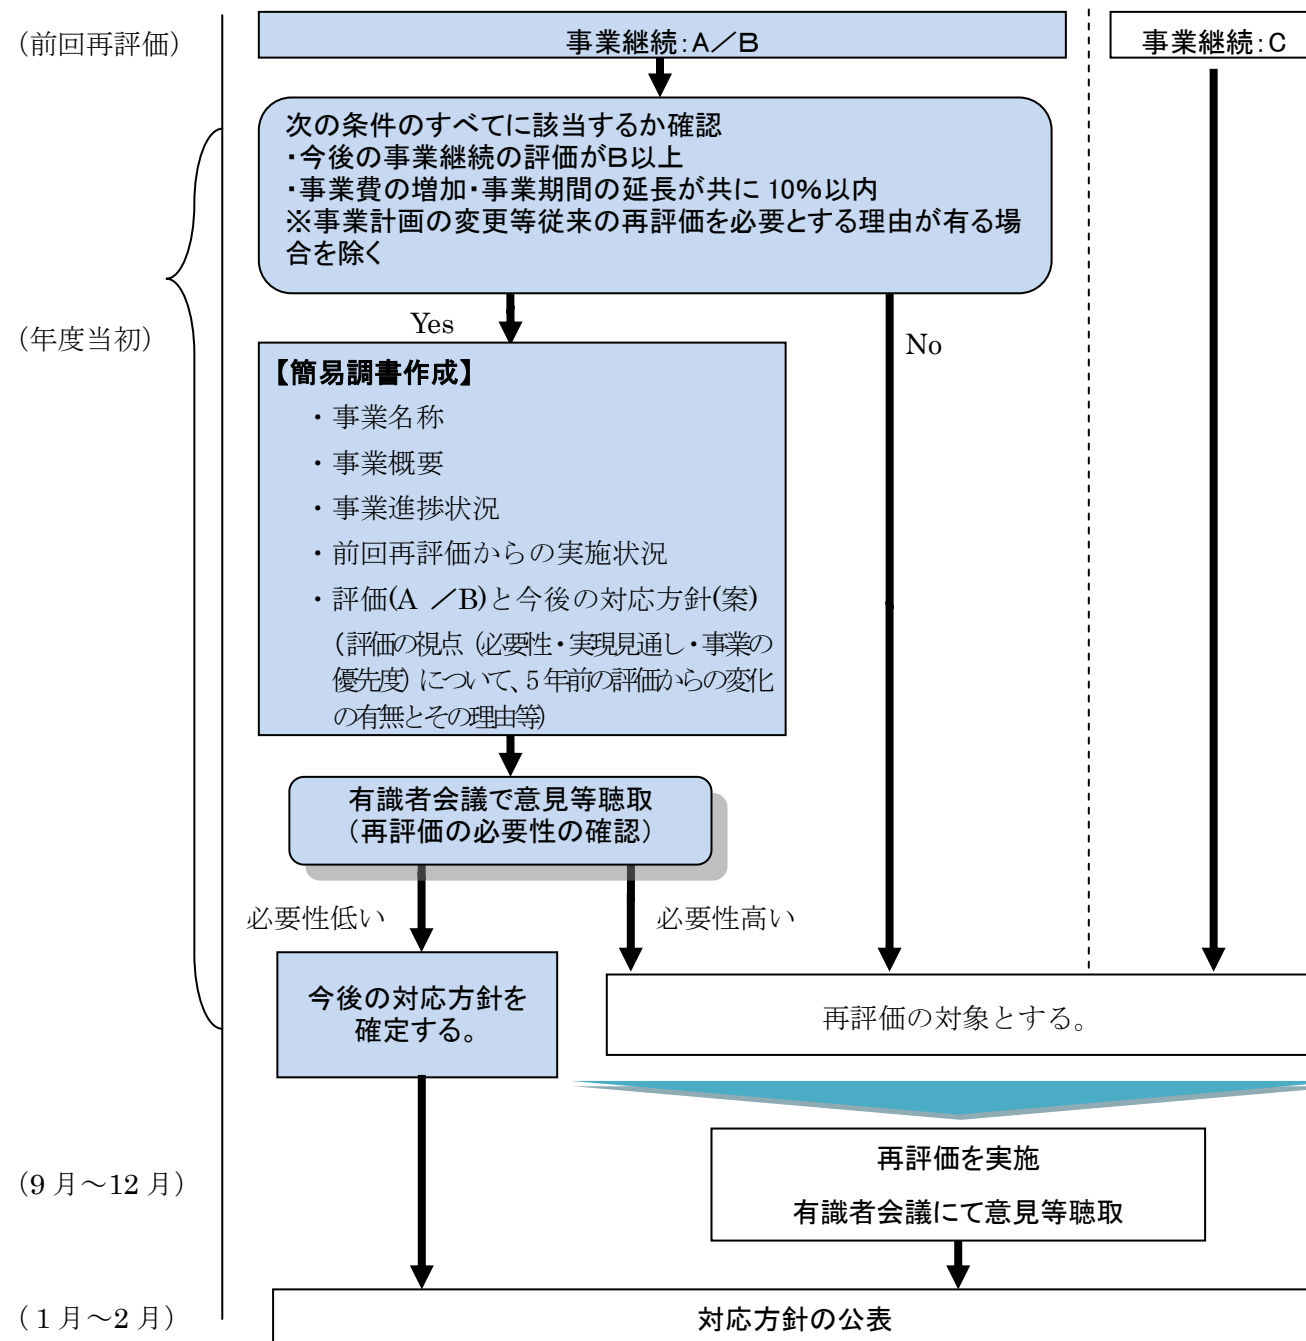 （前回再評価）
事業継続：A／B
事業継続：C
次の条件のすべてに該当するか確認
・今後の事業継続の評価がB以上
・事業費の増加・事業期間の延長が共に 10％以内
※事業計画の変更等従来の再評価を必要とする理由が有る場
合を除く
（年度当初）
Yes
No
【簡易調書作成】
・事業名称
・事業概要
・事業進捗状況
・前回再評価からの実施状況
・評価(A ／B)と今後の対応方針(案)
（評価の視点（必要性・実現見通し・事業の
優先度）について、5 年前の評価からの変化
の有無とその理由等）
有識者会議で意見等聴取
（再評価の必要性の確認）
必要性低い
必要性高い
今後の対応方針を
確定する。
再評価の対象とする。
（9 月～12 月）
再評価を実施
有識者会議にて意見等聴取
（１月～2 月）
対応方針の公表